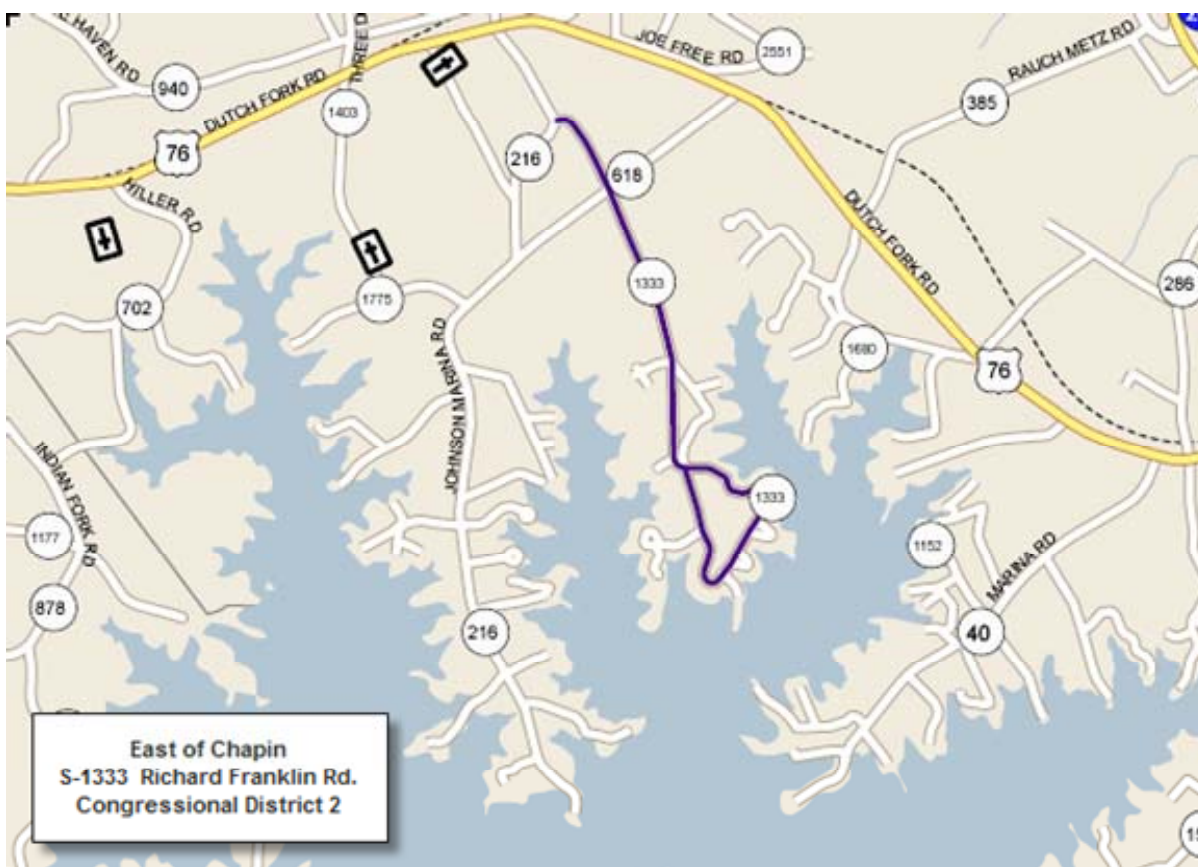 HAVEN RD
940
DUTCH FORK RD
76
1403
JOE FREE RD
2551
RAUCH METZ RD
385
216
618
HILLER RD
DUTCH FORK RD
702
1775
1333
286
JOHNSON MARINA RD
1680
76
INDIAN FORK RD
1333
1177
1152
MARINA RD
878
216
40
East of Chapin
S-1333 Richard Franklin Rd.
Congressional District 2